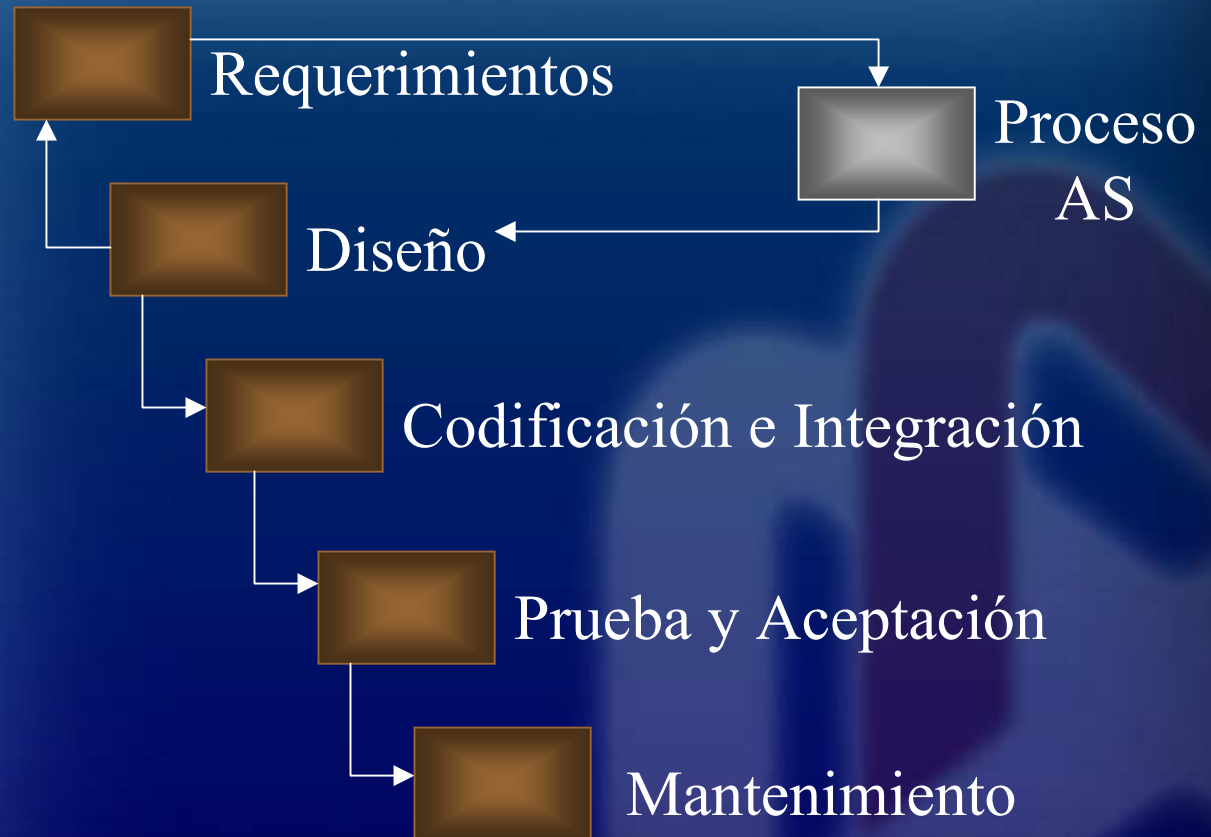 Requerimientos
Proceso
AS
Diseño
Codificación e Integración
Prueba y Aceptación
Mantenimiento